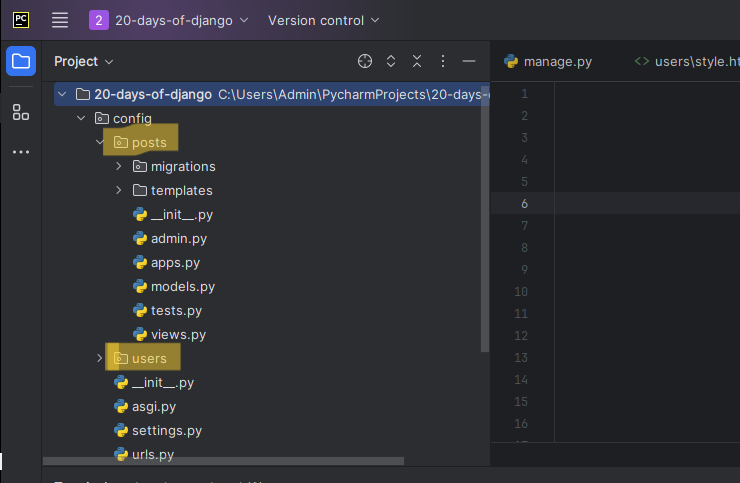 PC 2 20-days-of-django Version control
Project
manage.py users\style.ht
20-days-of-django C:\Users\Admin\PycharmProjects\20-days-
config
posts
migrations
templates
__init__.py
admin.py
apps.py
models.py
tests.py
views.py
users
__init__.py
asgi.py
settings.py
urls.py
1
2
3
4
5
6
7
8
9
10
11
12
13
14
15
16